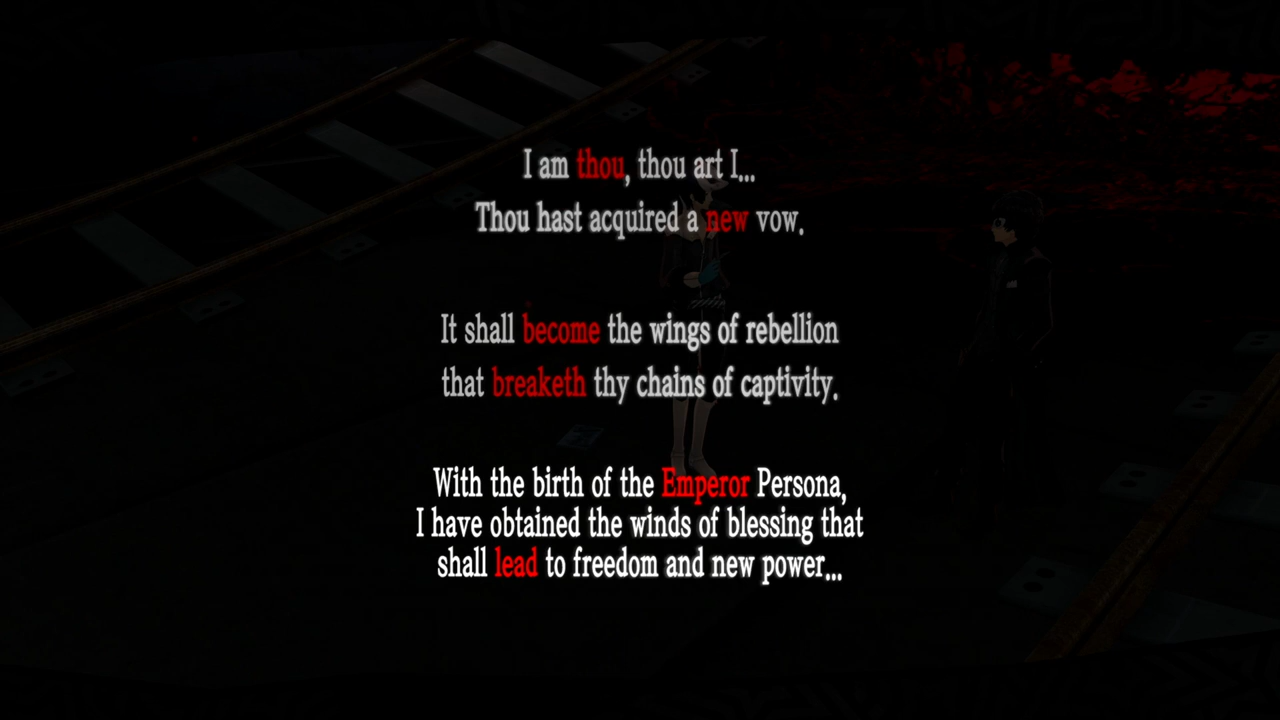 I am thou, thou art I...
Thou hast acquired a new vow.
It shall become the wings of rebellion
that breaketh thy chains of captivity.
With the birth of the Emperor Persona,
I have obtained the winds of blessing that
shall lead to freedom and new power...